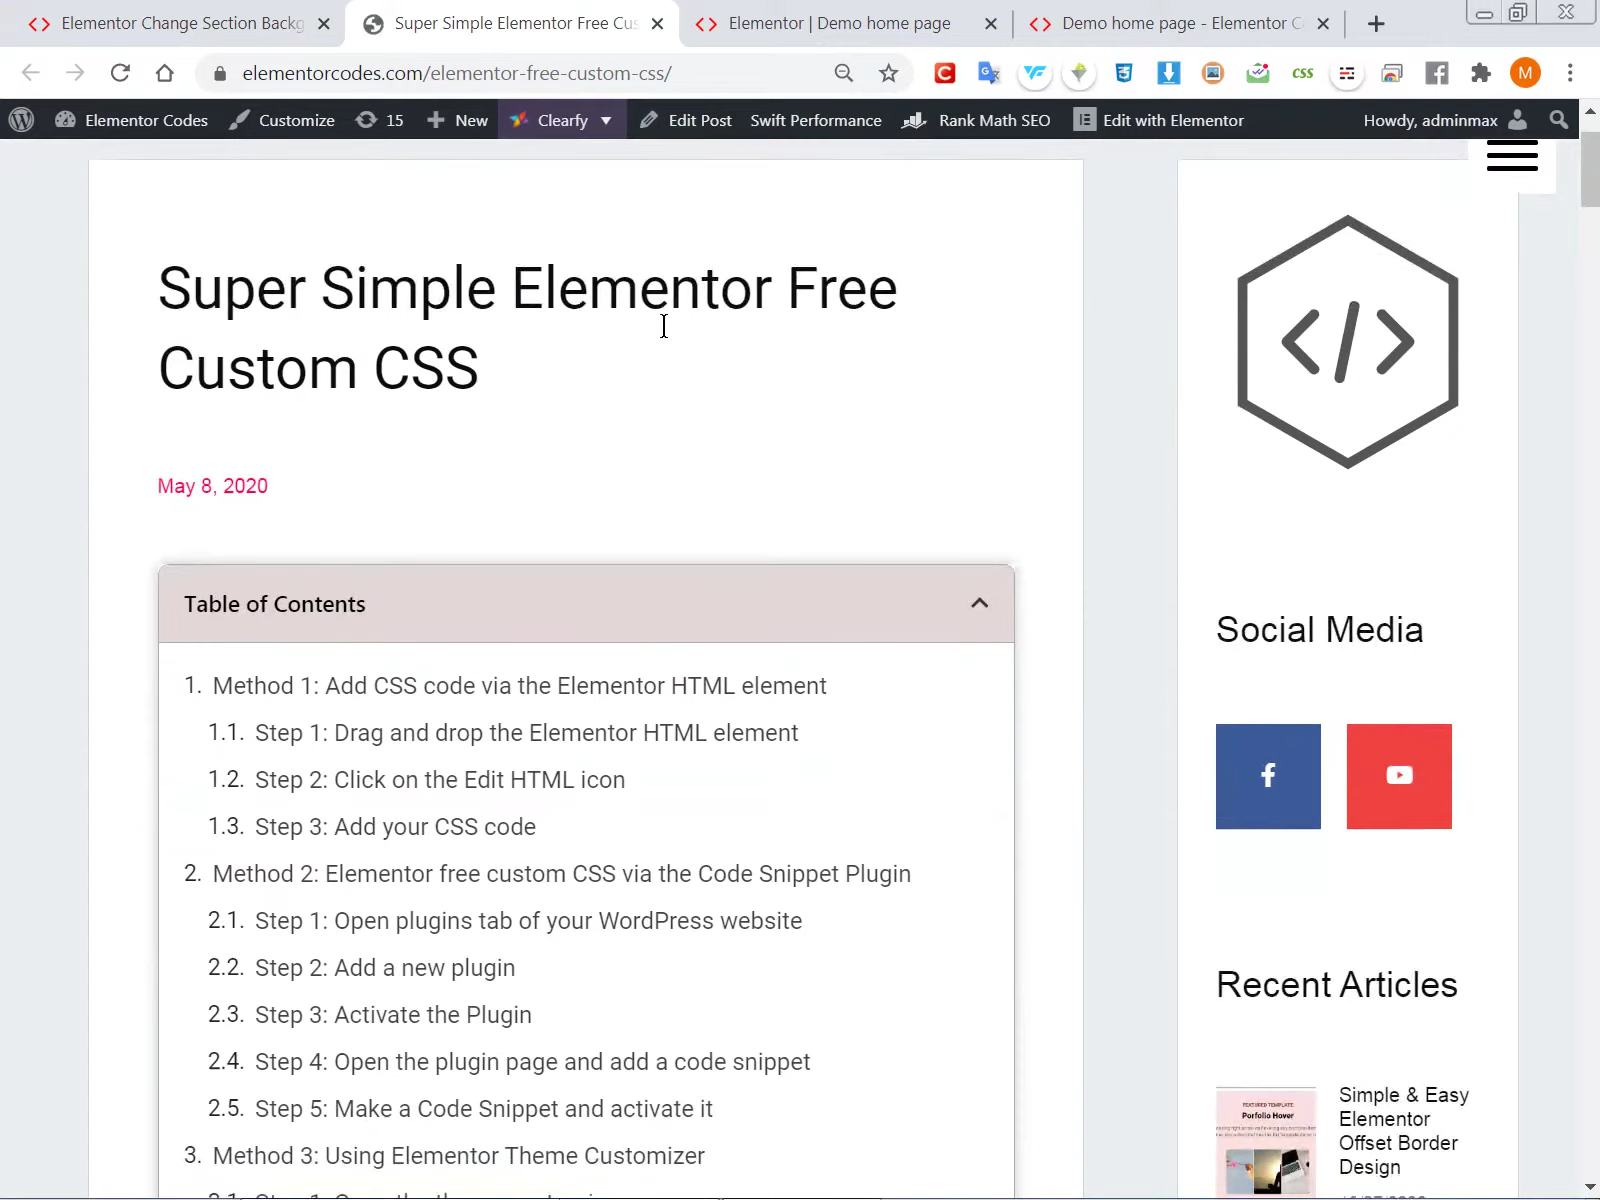 Elementor Change Section Backg
Super Simple Elementor Free Cus
Elementor | Demo home page
Demo home page - Elementor C
elementorcodes.com/elementor-free-custom-css/
CSS
M
Elementor Codes
Customize
15
New
Clearfy
Edit Post
Swift Performance
Rank Math SEO
Edit with Elementor
Howdy, adminmax
Super Simple Elementor Free
Custom CSS
May 8, 2020
Table of Contents
1. Method 1: Add CSS code via the Elementor HTML element
1.1. Step 1: Drag and drop the Elementor HTML element
1.2. Step 2: Click on the Edit HTML icon
1.3. Step 3: Add your CSS code
2. Method 2: Elementor free custom CSS via the Code Snippet Plugin
2.1. Step 1: Open plugins tab of your WordPress website
2.2. Step 2: Add a new plugin
2.3. Step 3: Activate the Plugin
2.4. Step 4: Open the plugin page and add a code snippet
2.5. Step 5: Make a Code Snippet and activate it
3. Method 3: Using Elementor Theme Customizer
</> 
Social Media
Recent Articles
FEATURED TEMPLATE
Porfolio Hover
Simple & Easy
Elementor
Offset Border
Design